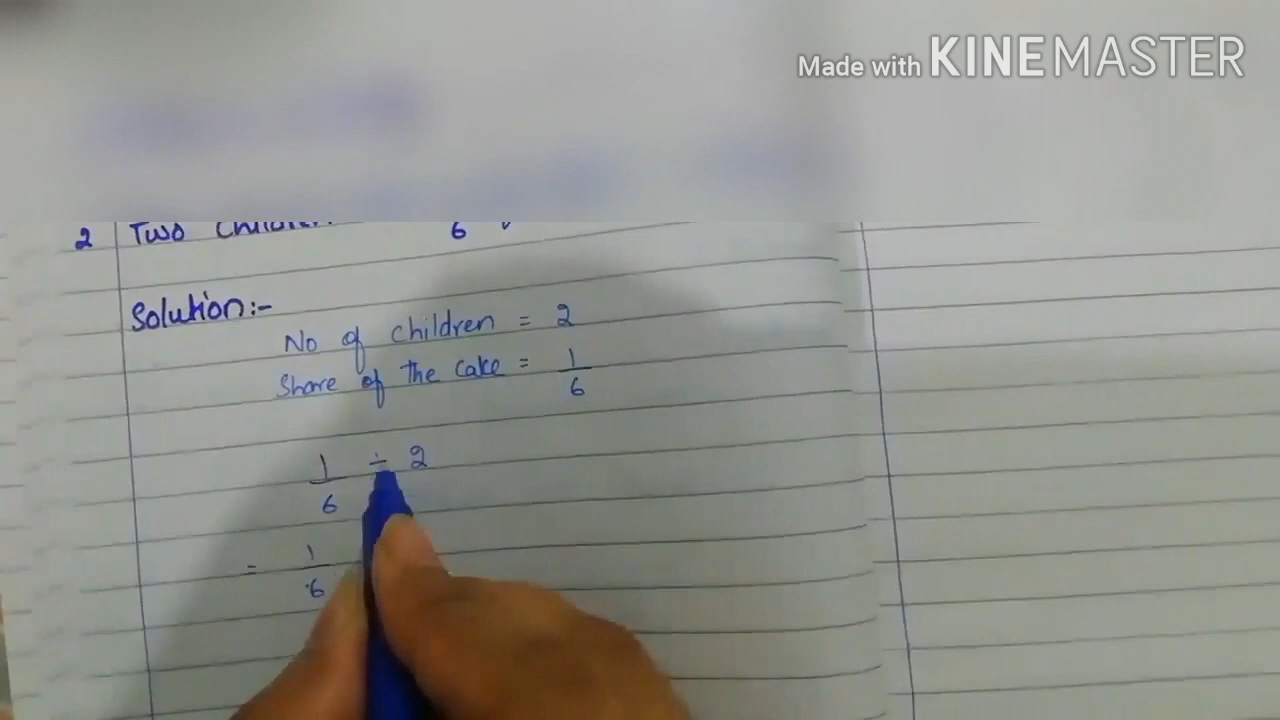 Made with KINEMASTER
2 Two 6
Solution:-
No of children = 2
Share of the cake = 1/6
1/6 ÷ 2
= 1/6